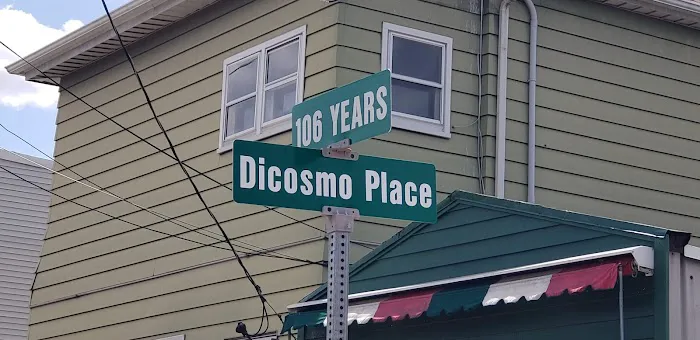 106 YEARS
Dicosmo Place